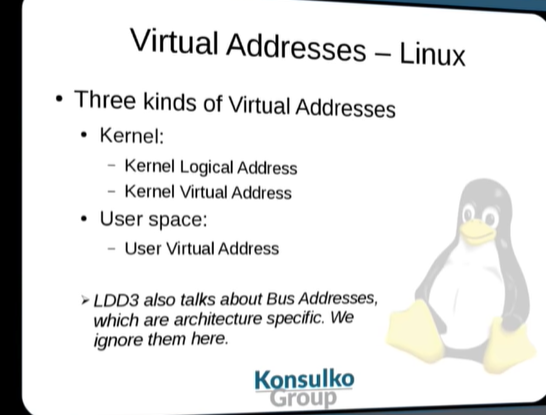 Virtual Addresses – Linux
• Three kinds of Virtual Addresses
• Kernel:
– Kernel Logical Address
– Kernel Virtual Address
• User space:
– User Virtual Address
➢ LDD3 also talks about Bus Addresses,
which are architecture specific. We
ignore them here.
Konsulko
Group